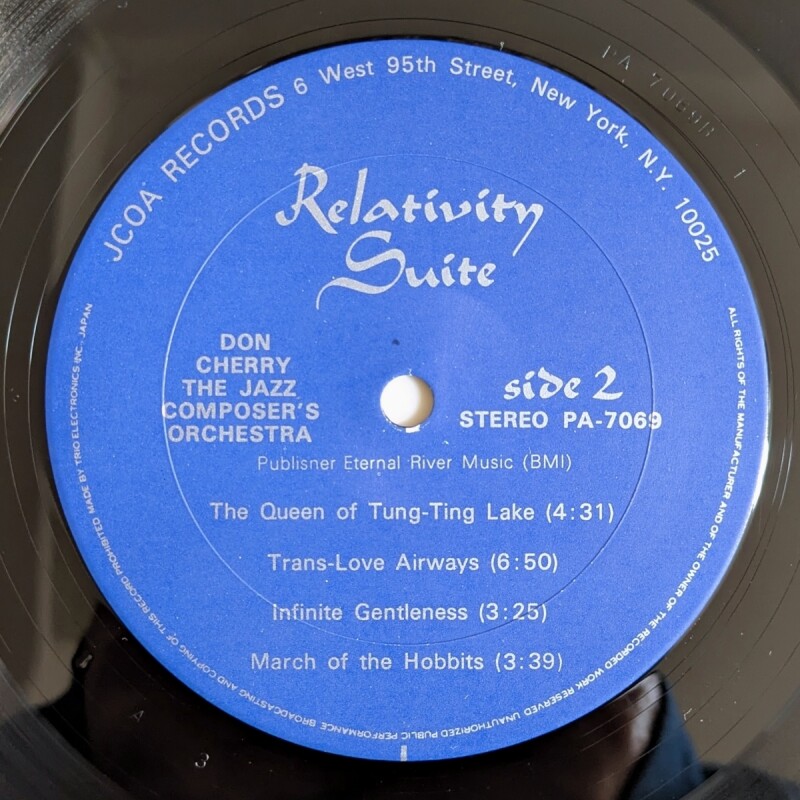 JCOA RECORDS 6 West 95th Street, New York, N.Y. 10025
PA 7069B 1
Relativity
Suite
DON
CHERRY
THE JAZZ
COMPOSER'S
ORCHESTRA
side 2
STEREO PA-7069
Publisner Eternal River Music (BMI)
The Queen of Tung-Ting Lake (4:31)
Trans-Love Airways (6:50)
Infinite Gentleness (3:25)
March of the Hobbits (3:39)
ALL RIGHTS OF THE MANUFACTURER AND OF THE OWNER OF THE RECORDED WORK RESERVED UNAUTHORIZED PUBLIC PERFORMANCE BROADCASTING AND COPYING OF THIS RECORD PROHIBITED MADE BY TRIO ELECTRONICS INC. JAPAN
A 3